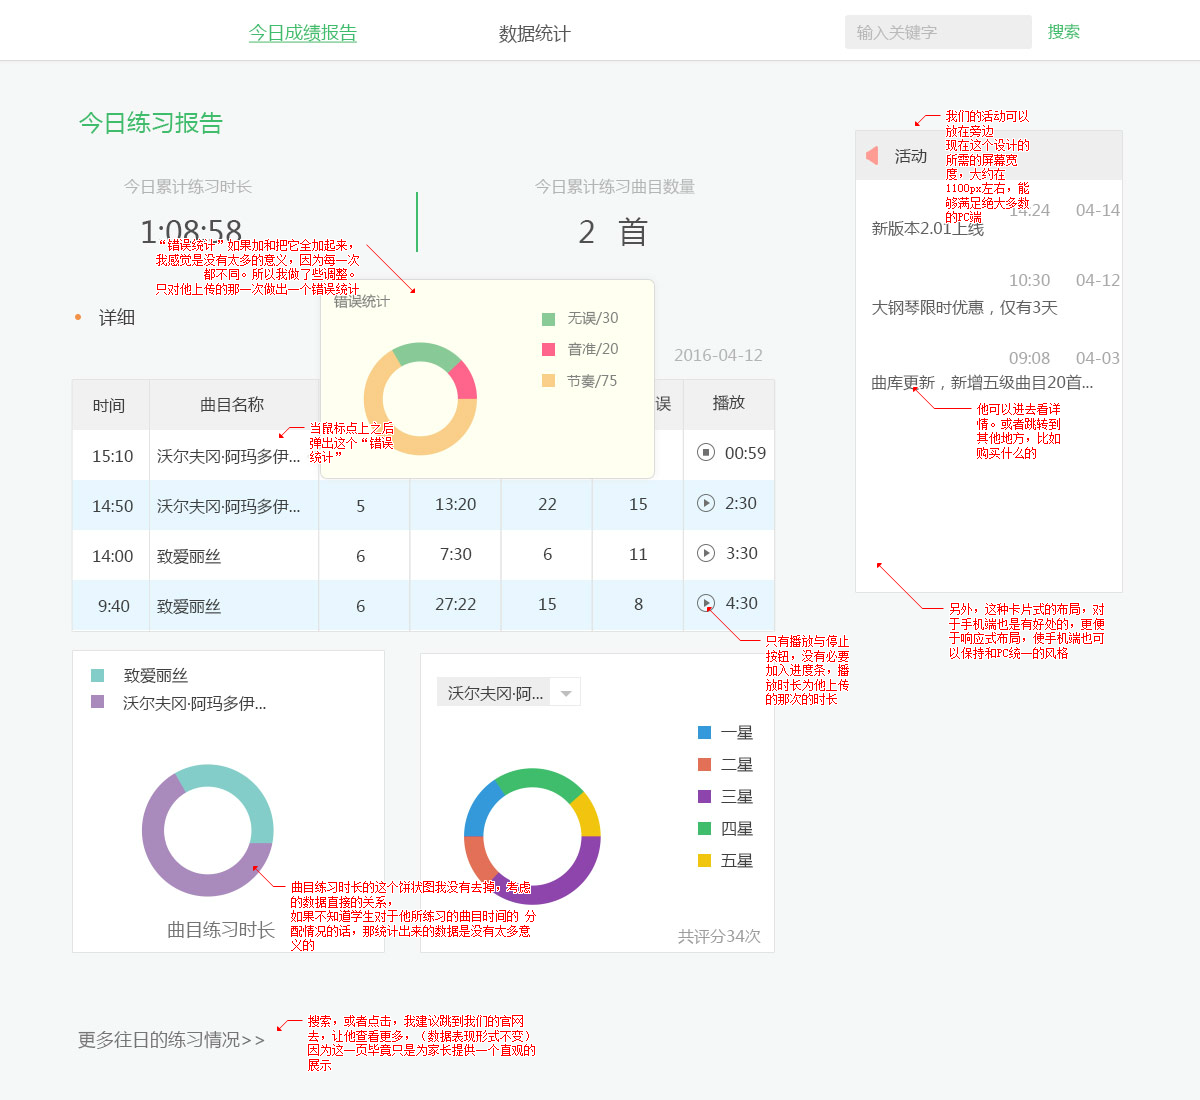 今日成绩报告
数据统计
输入关键字
搜索
今日练习报告
今日累计练习时长
1:08:58
今日累计练习曲目数量
2 首
“错误统计”如果加和把它全加起来，
我感觉是没有太多的意义，因为每一次
都不同。所以我做了些调整。
只对他上传的那一次做出一个错误统计
详细
2016-04-12
错误统计
无误/30
音准/20
节奏/75
时间
曲目名称
误
播放
当鼠标点上之后
弹出这个“错误
统计”
15:10 沃尔夫冈·阿玛多伊... 00:59
14:50 沃尔夫冈·阿玛多伊... 5 13:20 22 15 2:30
14:00 致爱丽丝 6 7:30 6 11 3:30
9:40 致爱丽丝 6 27:22 15 8 4:30
只有播放与停止
按钮，没有必要
加入进度条，播
放时长为他上传
的那次的时长
致爱丽丝
沃尔夫冈·阿玛多伊...
曲目练习时长
曲目练习时长的这个饼状图我没有去掉，考虑
的数据直接的关系，
如果不知道学生对于他所练习的曲目时间的 分
配情况的话，那统计出来的数据是没有太多意
义的
沃尔夫冈·阿...
一星
二星
三星
四星
五星
共评分34次
更多往日的练习情况>>
搜索，或者点击，我建议跳到我们的官网
去，让他查看更多，（数据表现形式不变）
因为这一页毕竟只是为家长提供一个直观的
展示
我们的活动可以
放在旁边
现在这个设计的
所需的屏幕宽
度，大约在
1100px左右，能
够满足绝大多数
的PC端
活动
14:24 04-14
新版本2.01上线
10:30 04-12
大钢琴限时优惠，仅有3天
09:08 04-03
曲库更新，新增五级曲目20首...
他可以进去看详
情。或者跳转到
其他地方，比如
购买什么的
另外，这种卡片式的布局，对
于手机端也是有好处的，更便
于响应式布局，使手机端也可
以保持和PC统一的风格